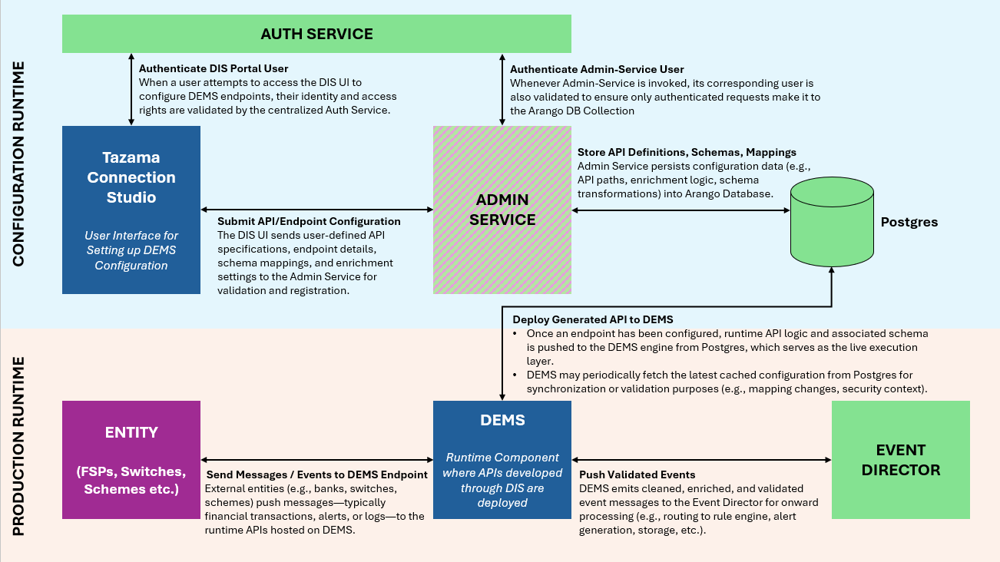 CONFIGURATION RUNTIME
AUTH SERVICE
Authenticate DIS Portal User
When a user attempts to access the DIS UI to
configure DEMS endpoints, their identity and access
rights are validated by the centralized Auth Service.
Authenticate Admin-Service User
Whenever Admin-Service is invoked, its corresponding user is
also validated to ensure only authenticated requests make it to
the Arango DB Collection
Tazama
Connection
Studio
User Interface for
Setting up DEMS
Configuration
Submit API/Endpoint Configuration
The DIS UI sends user-defined API
specifications, endpoint details,
schema mappings, and enrichment
settings to the Admin Service for
validation and registration.
ADMIN
SERVICE
Store API Definitions, Schemas, Mappings
Admin Service persists configuration data (e.g.,
API paths, enrichment logic, schema
transformations) into Arango Database.
Postgres
Deploy Generated API to DEMS
• Once an endpoint has been configured, runtime API logic and associated schema
is pushed to the DEMS engine from Postgres, which serves as the live execution
layer.
• DEMS may periodically fetch the latest cached configuration from Postgres for
synchronization or validation purposes (e.g., mapping changes, security context).
PRODUCTION RUNTIME
ENTITY
(FSPs, Switches,
Schemes etc.)
Send Messages / Events to DEMS Endpoint
External entities (e.g., banks, switches,
schemes) push messages—typically
financial transactions, alerts, or logs—to the
runtime APIs hosted on DEMS.
DEMS
Runtime Component
where APIs developed
through DIS are
deployed
Push Validated Events
DEMS emits cleaned, enriched, and validated
event messages to the Event Director for onward
processing (e.g., routing to rule engine, alert
generation, storage, etc.).
EVENT
DIRECTOR